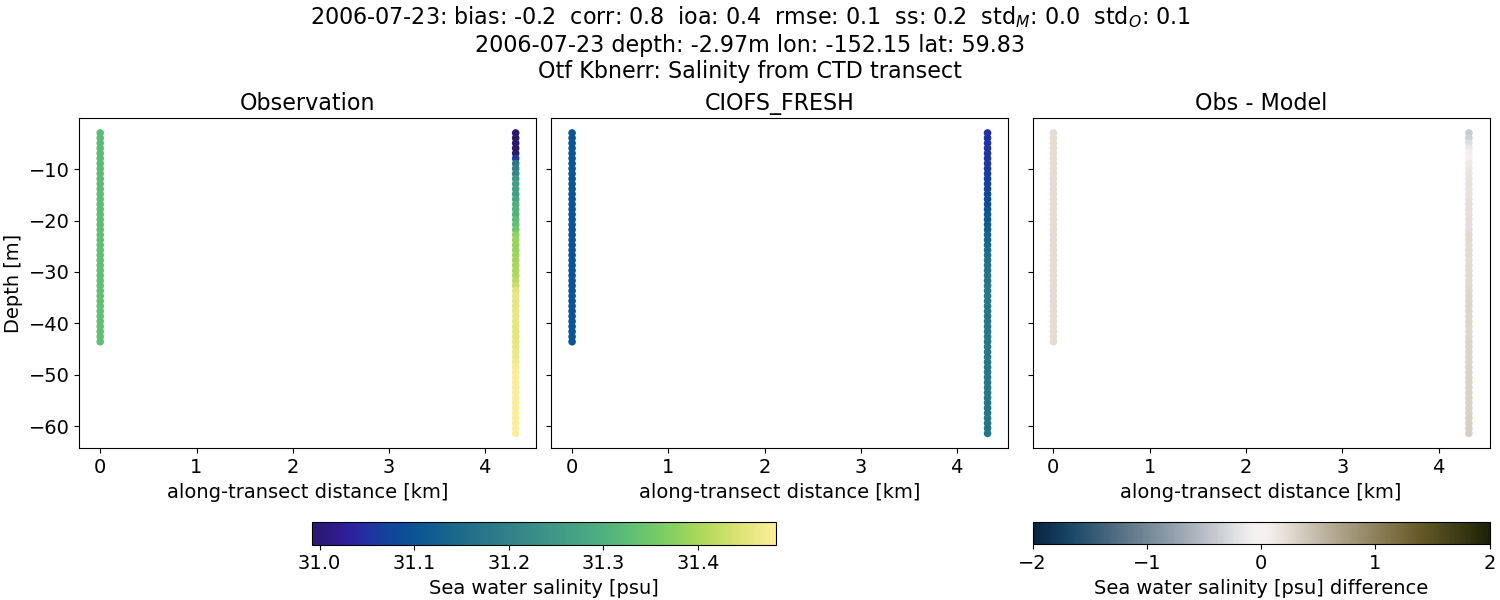 2006-07-23: bias: -0.2  corr: 0.8  ioa: 0.4  rmse: 0.1  ss: 0.2  std_M: 0.0  std_O: 0.1
2006-07-23 depth: -2.97m lon: -152.15 lat: 59.83
Otf Kbnerr: Salinity from CTD transect
Observation
CIOFS_FRESH
Obs - Model
Depth [m]
−10
−20
−30
−40
−50
−60
0 1 2 3 4
0 1 2 3 4
0 1 2 3 4
along-transect distance [km]
along-transect distance [km]
along-transect distance [km]
31.0 31.1 31.2 31.3 31.4
Sea water salinity [psu]
−2 −1 0 1 2
Sea water salinity [psu] difference